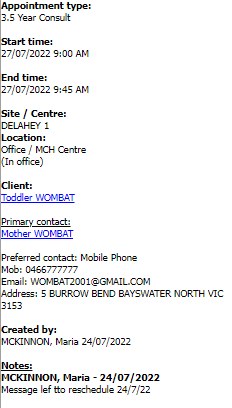 Appointment type:
3.5 Year Consult
Start time:
27/07/2022 9:00 AM
End time:
27/07/2022 9:45 AM
Site / Centre:
DELAHEY 1
Location:
Office / MCH Centre
(In office)
Client:
Toddler WOMBAT
Primary contact:
Mother WOMBAT
Preferred contact: Mobile Phone
Mob: 0466777777
Email: WOMBAT2001@GMAIL.COM
Address: 5 BURROW BEND BAYSWATER NORTH VIC
3153
Created by:
MCKINNON, Maria 24/07/2022
Notes:
MCKINNON, Maria - 24/07/2022
Message lef tto reschedule 24/7/22